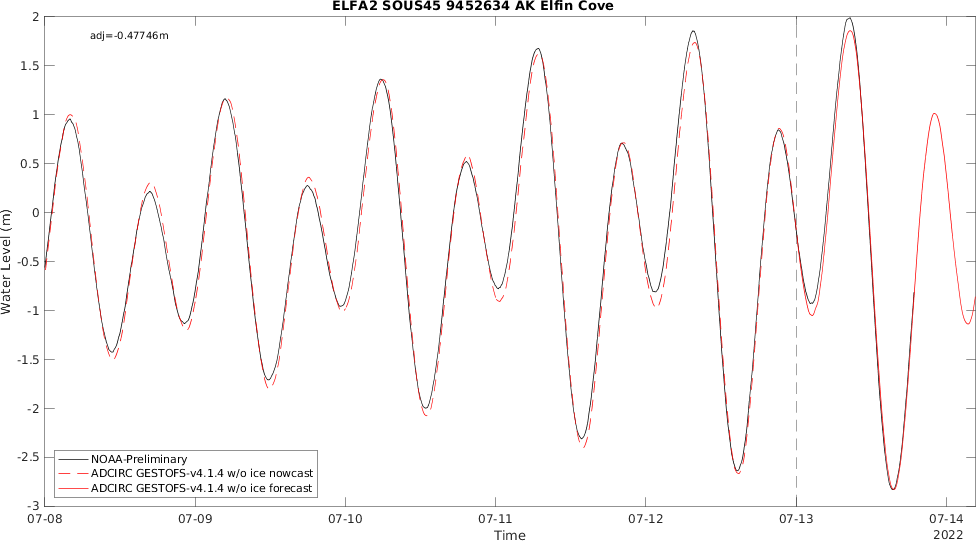 ELFA2 SOUS45 9452634 AK Elfin Cove
adj=-0.47746m
2
1.5
1
0.5
0
-0.5
-1
-1.5
-2
-2.5
-3
Water Level (m)
NOAA-Preliminary
ADCIRC GESTOFS-v4.1.4 w/o ice nowcast
ADCIRC GESTOFS-v4.1.4 w/o ice forecast
07-08 07-09 07-10 07-11 07-12 07-13 07-14
Time
2022